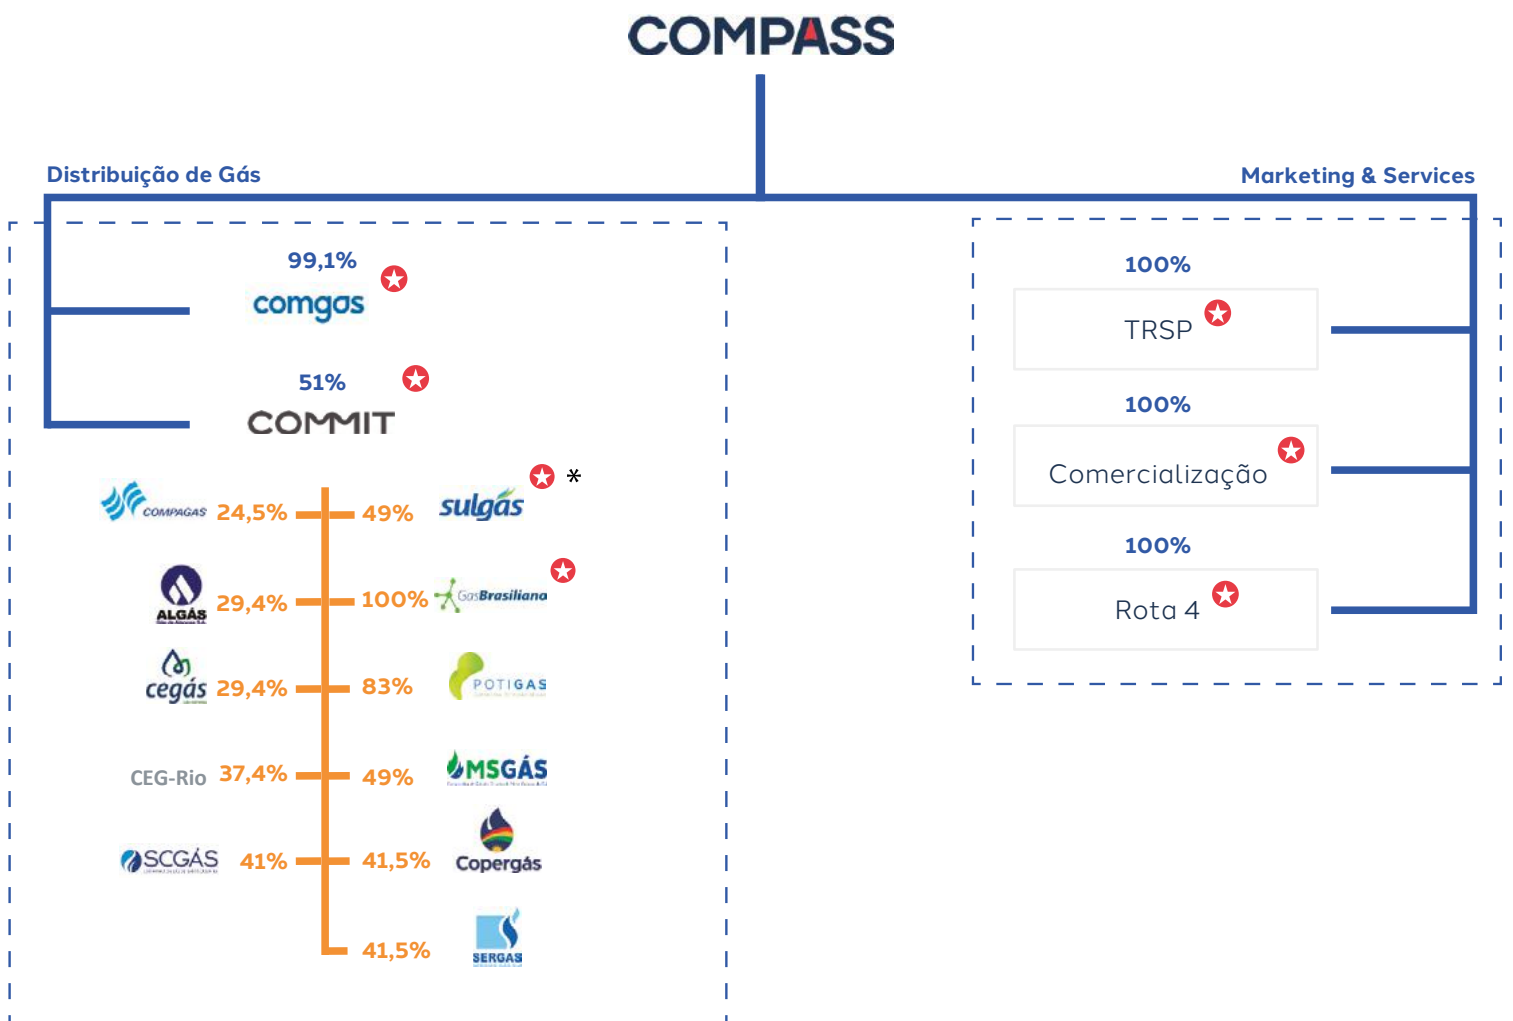 COMPASS
Distribuição de Gás
Marketing & Services
99,1%
comgas
51%
COMMIT
COMPAGAS 24,5%
49% sulgás *
ALGÁS 29,4%
100% GasBrasiliano
cegás 29,4%
83% POTIGAS
CEG-Rio 37,4%
49% MSGÁS
SCGÁS 41%
41,5% Copergás
41,5% SERGAS
100%
TRSP
100%
Comercialização
100%
Rota 4